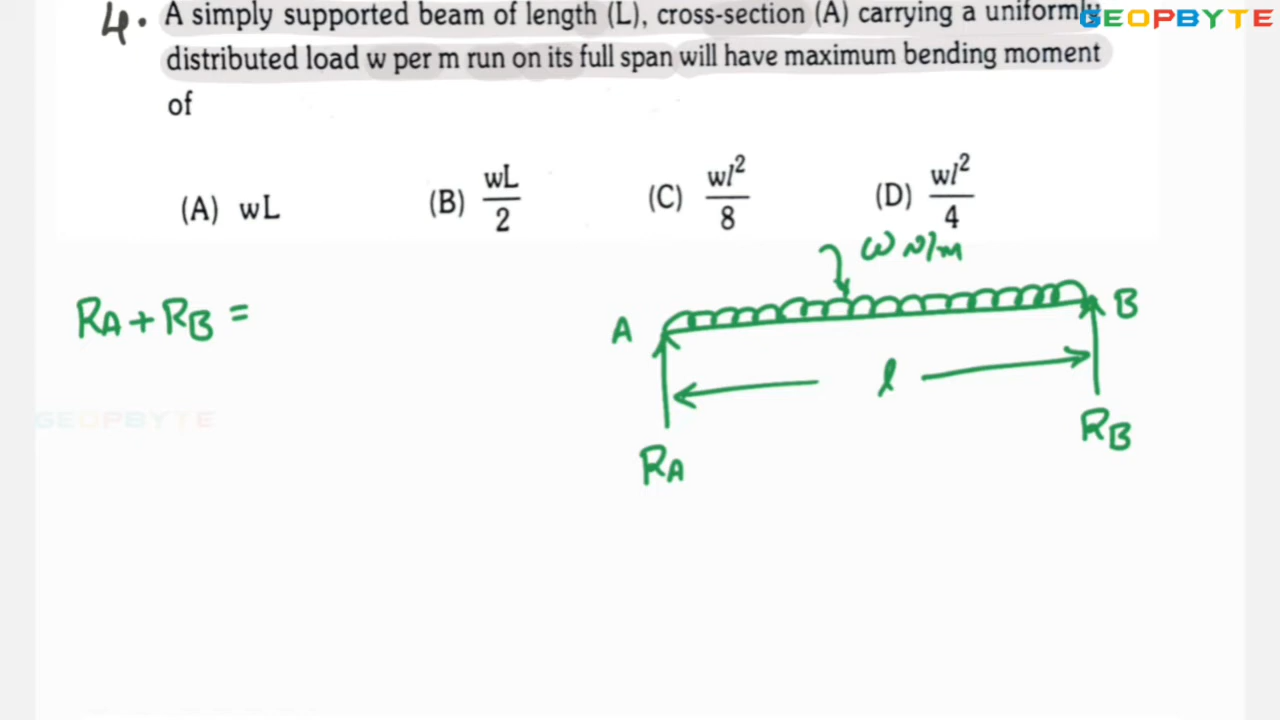 4. A simply supported beam of length (L), cross-section (A) carrying a uniformly
GEOPBYTE
distributed load w per m run on its full span will have maximum bending moment
of
(A) wL (B) wL/2 (C) wl²/8 (D) wl²/4
w N/m
RA + RB =
A B
l
GEOPBYTE
RA RB